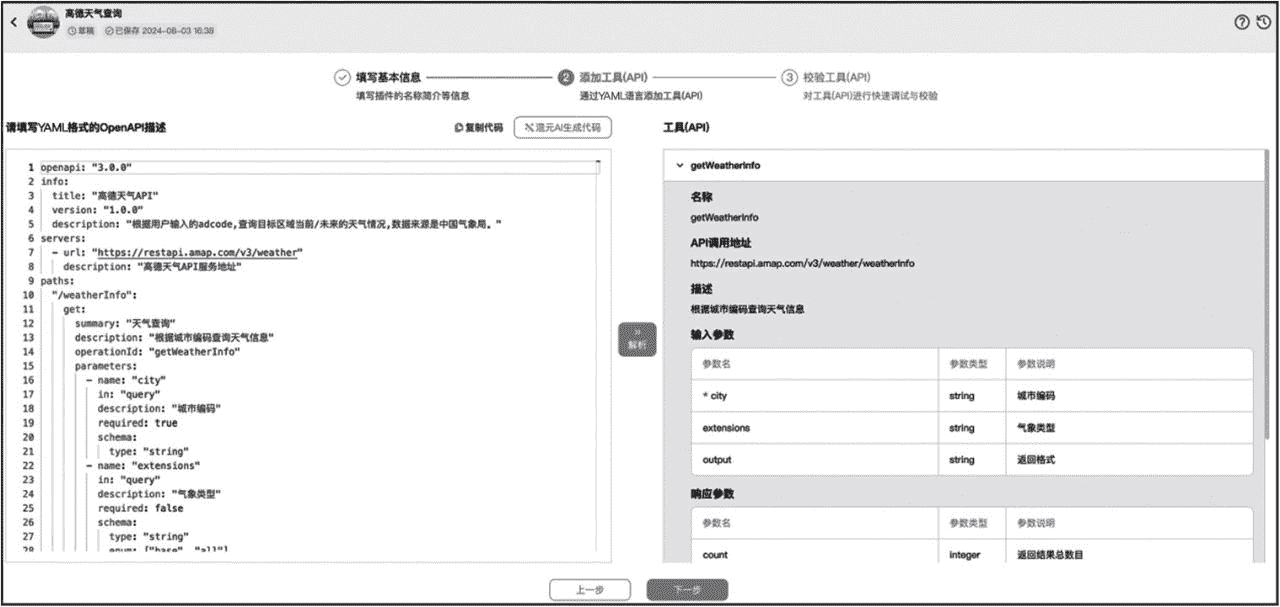 高德天气查询
草稿 已保存 2024-08-03 16:38
填写基本信息
填写插件的名称简介等信息
2 添加工具(API)
通过YAML语言添加工具(API)
3 校验工具(API)
对工具(API)进行快速调试与校验
请填写YAML格式的OpenAPI描述
复制代码
混元AI生成代码
1 openapi: "3.0.0"
2 info:
3 title: "高德天气API"
4 version: "1.0.0"
5 description: "根据用户输入的adcode,查询目标区域当前/未来的天气情况,数据来源是中国气象局。"
6 servers:
7 - url: "https://restapi.amap.com/v3/weather"
8 description: "高德天气API服务地址"
9 paths:
10 "/weatherInfo":
11 get:
12 summary: "天气查询"
13 description: "根据城市编码查询天气信息"
14 operationId: "getWeatherInfo"
15 parameters:
16 - name: "city"
17 in: "query"
18 description: "城市编码"
19 required: true
20 schema:
21 type: "string"
22 - name: "extensions"
23 in: "query"
24 description: "气象类型"
25 required: false
26 schema:
27 type: "string"
28 enum: ["base", "all"]
解析
工具(API)
getWeatherInfo
名称
getWeatherInfo
API调用地址
https://restapi.amap.com/v3/weather/weatherInfo
描述
根据城市编码查询天气信息
输入参数
参数名 参数类型 参数说明
* city string 城市编码
extensions string 气象类型
output string 返回格式
响应参数
参数名 参数类型 参数说明
count integer 返回结果总数目
上一步
下一步